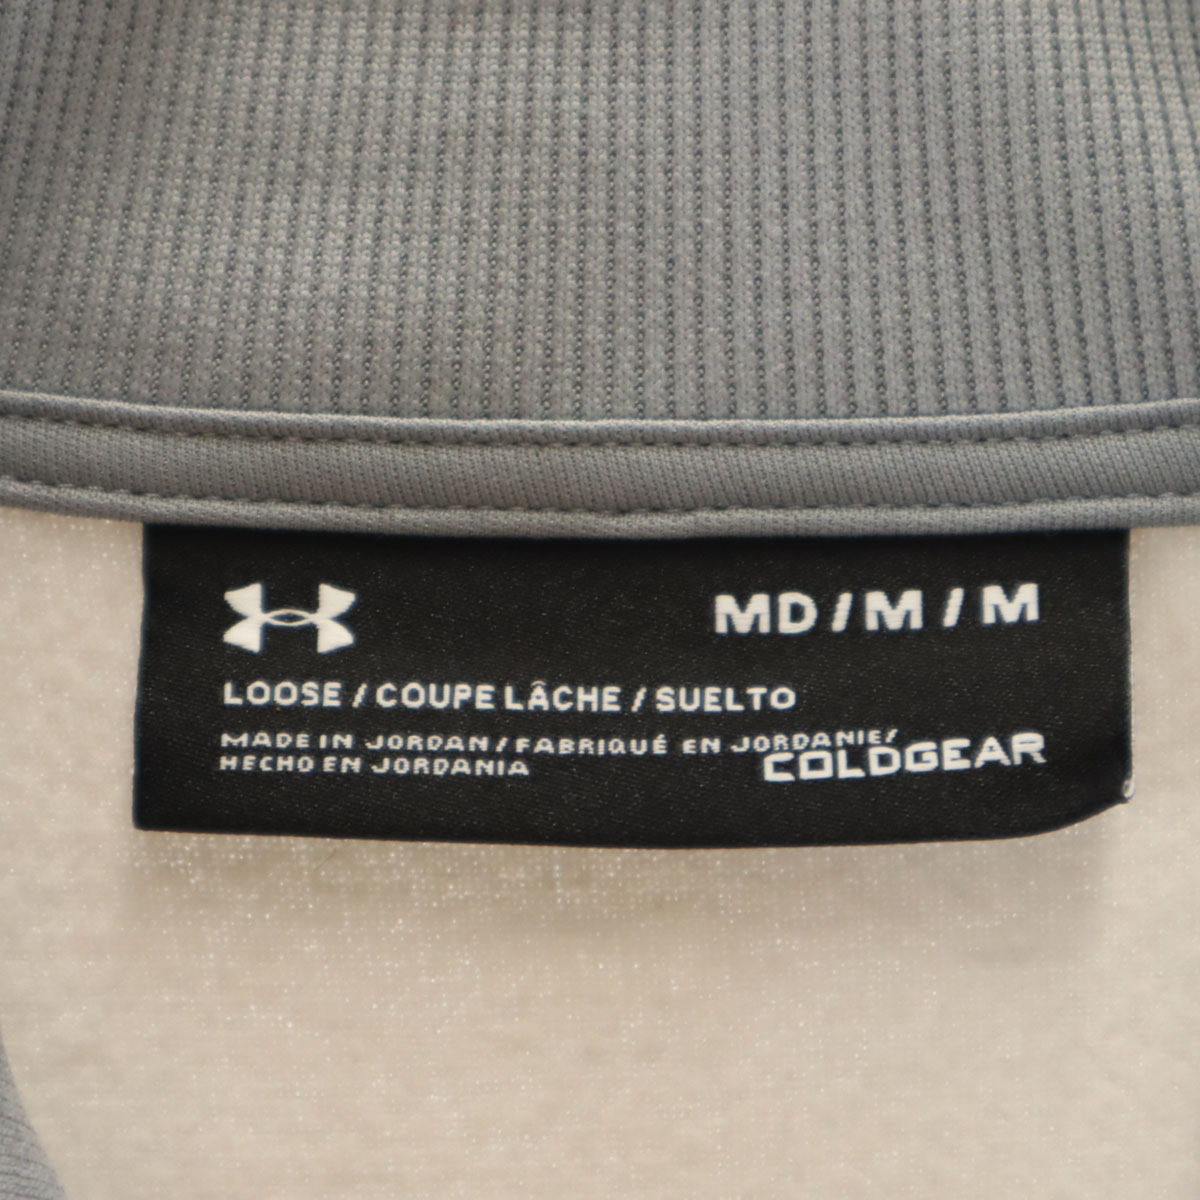 MD / M / M
LOOSE / COUPE LÂCHE / SUELTO
MADE IN JORDAN / FABRIQUÉ EN JORDANIE/
HECHO EN JORDANIA
COLDGEAR